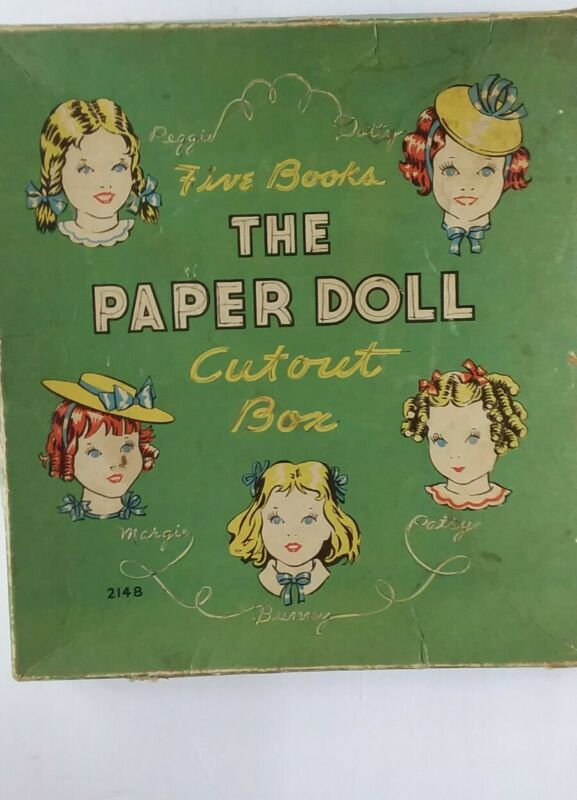 Peggie Dotty
Five Books
THE
PAPER DOLL
Cutout
Box
Margie Patsy
2148
Bunny